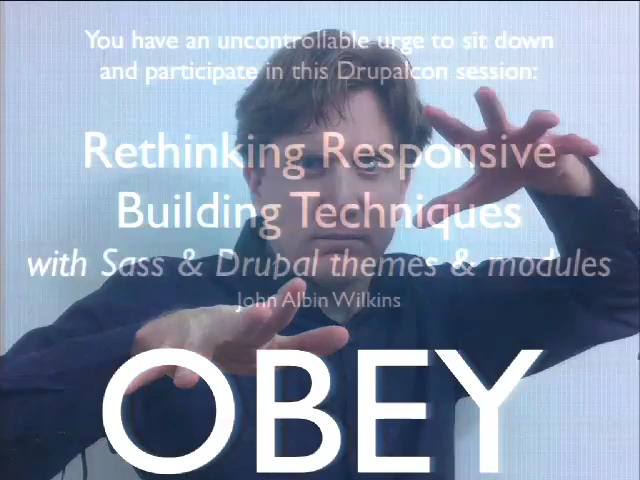 You have an uncontrollable urge to sit down
and participate in this Drupalcon session:
Rethinking Responsive
Building Techniques
with Sass & Drupal themes & modules
John Albin Wilkins
OBEY